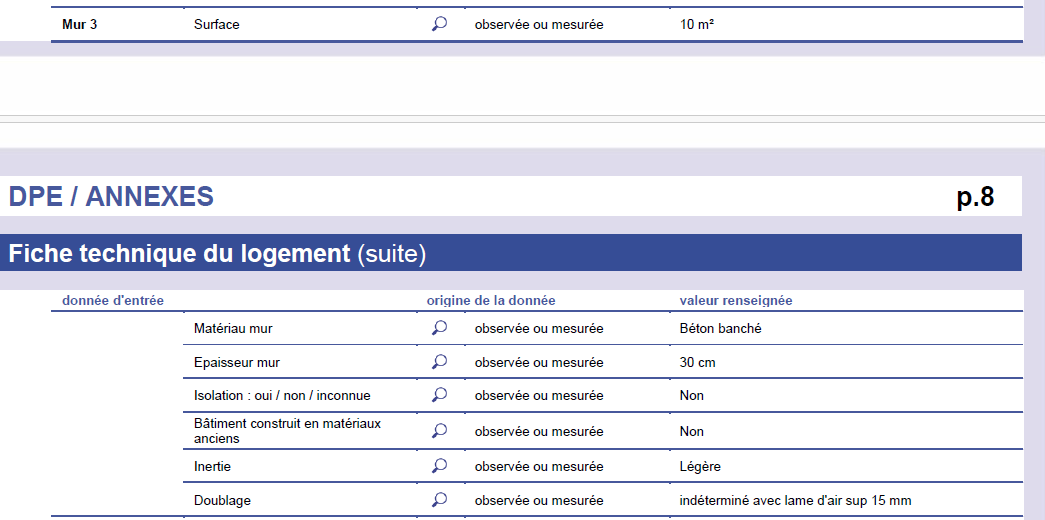 Mur 3 Surface observée ou mesurée 10 m²
DPE / ANNEXES p.8
Fiche technique du logement (suite)
donnée d'entrée origine de la donnée valeur renseignée
Matériau mur observée ou mesurée Béton banché
Epaisseur mur observée ou mesurée 30 cm
Isolation : oui / non / inconnue observée ou mesurée Non
Bâtiment construit en matériaux
anciens observée ou mesurée Non
Inertie observée ou mesurée Légère
Doublage observée ou mesurée indéterminé avec lame d'air sup 15 mm